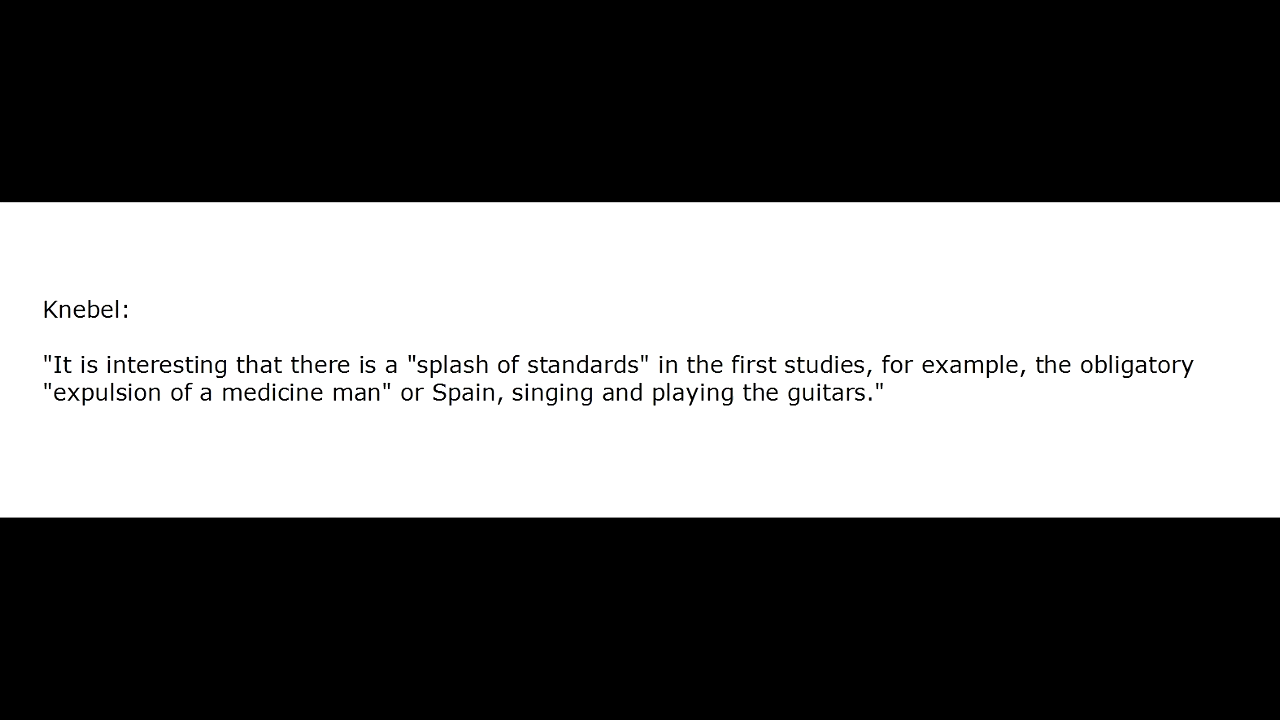 Knebel:
"It is interesting that there is a "splash of standards" in the first studies, for example, the obligatory
"expulsion of a medicine man" or Spain, singing and playing the guitars."